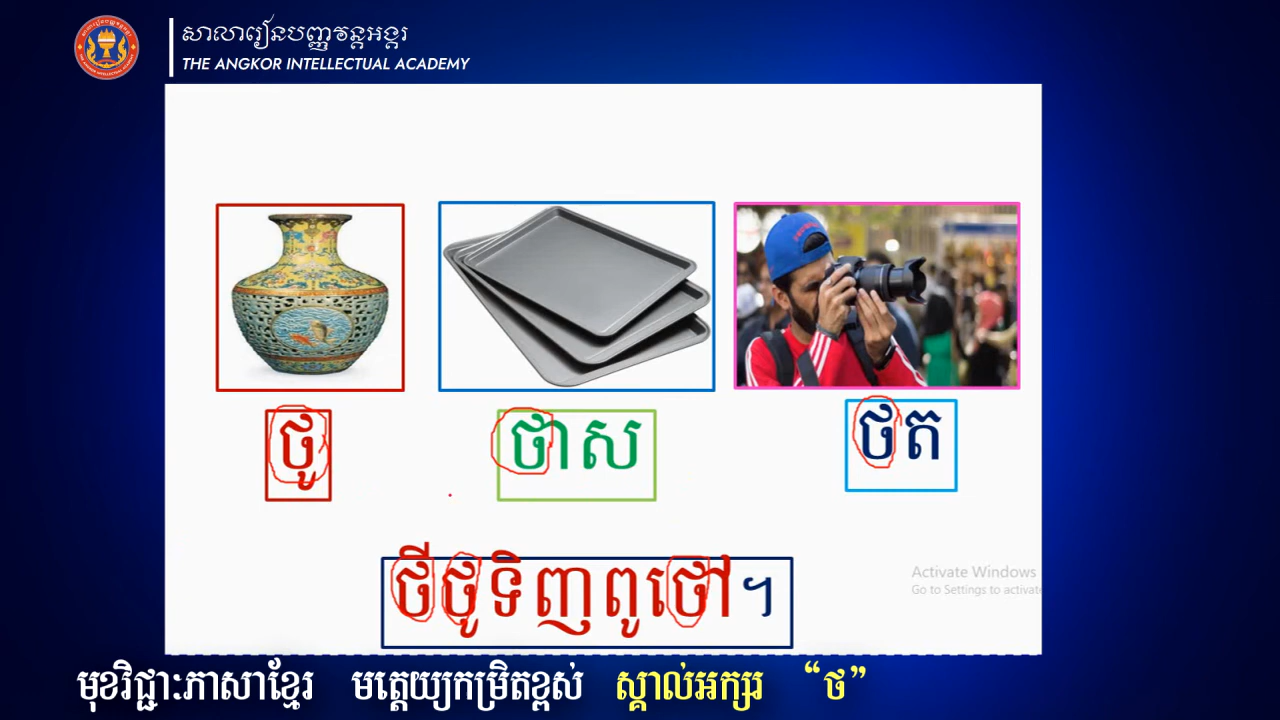 សាលារៀនបញ្ញវន្តអង្គរ
THE ANGKOR INTELLECTUAL ACADEMY
ថូ
ថាស
ថត
ថីថូទិញពូថៅ។
Activate Windows
Go to Settings to activate
មុខវិជ្ជា៖ភាសាខ្មែរ មត្តេយ្យកម្រិតខ្ពស់ ស្គាល់អក្សរ “ថ”